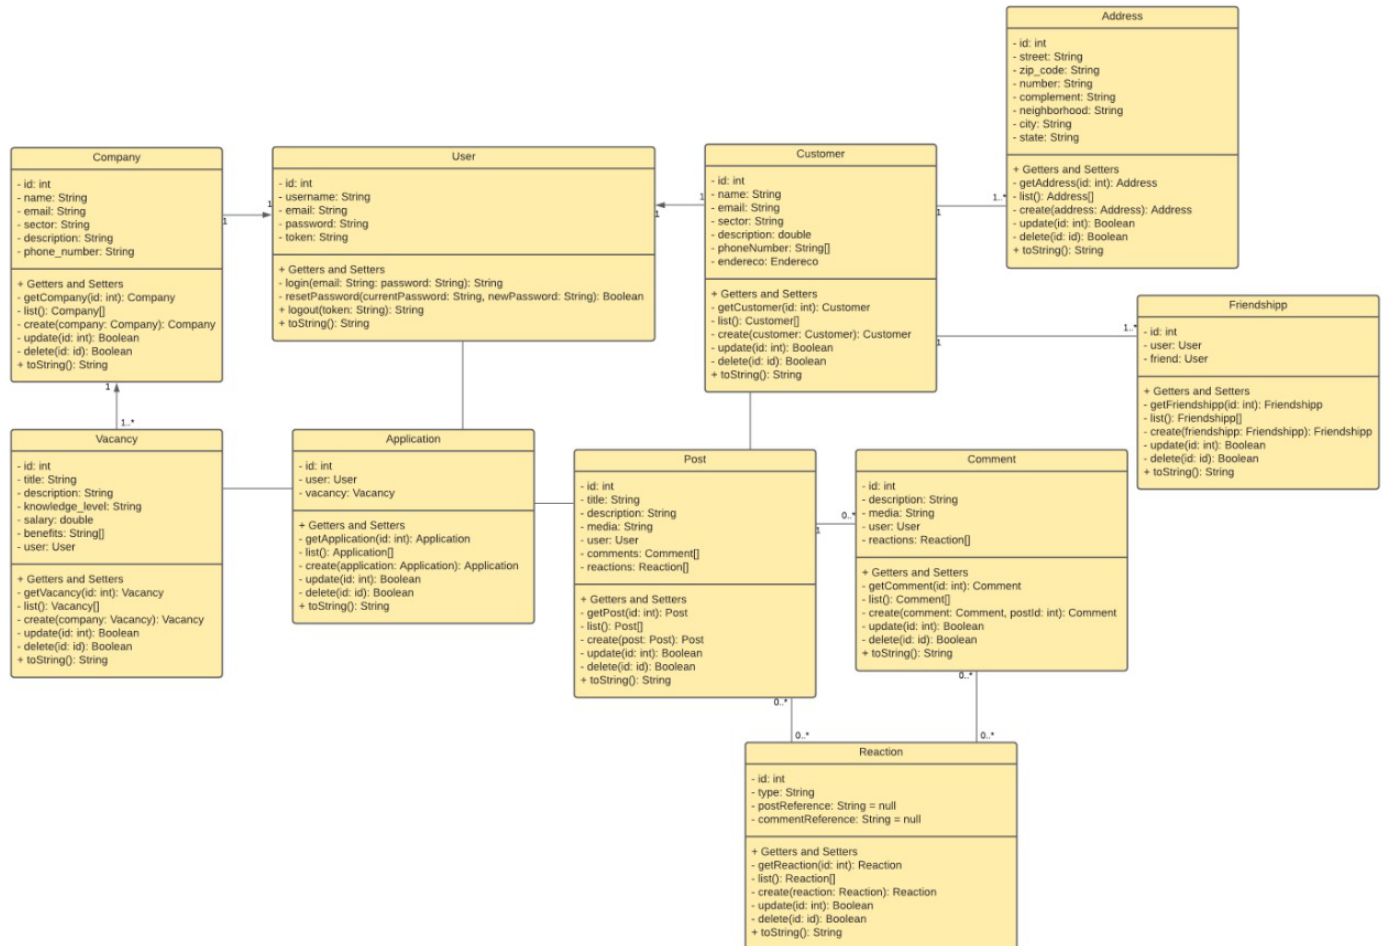 Address
- id: int
- street: String
- zip_code: String
- number: String
- complement: String
- neighborhood: String
- city: String
- state: String
+ Getters and Setters
- getAddress(id: int): Address
- list(): Address[]
- create(address: Address): Address
- update(id: int): Boolean
- delete(id: id): Boolean
+ toString(): String
Company
- id: int
- name: String
- email: String
- sector: String
- description: String
- phone_number: String
+ Getters and Setters
- getCompany(id: int): Company
- list(): Company[]
- create(company: Company): Company
- update(id: int): Boolean
- delete(id: id): Boolean
+ toString(): String
1
1
User
- id: int
- username: String
- email: String
- password: String
- token: String
+ Getters and Setters
- login(email: String: password: String): String
- resetPassword(currentPassword: String, newPassword: String): Boolean
+ logout(token: String): String
+ toString(): String
1
1
Customer
- id: int
- name: String
- email: String
- sector: String
- description: double
- phoneNumber: String[]
- endereco: Endereco
+ Getters and Setters
- getCustomer(id: int): Customer
- list(): Customer[]
- create(customer: Customer): Customer
- update(id: int): Boolean
- delete(id: id): Boolean
+ toString(): String
1
1..*
1
1..*
Friendshipp
- id: int
- user: User
- friend: User
+ Getters and Setters
- getFriendshipp(id: int): Friendshipp
- list(): Friendshipp[]
- create(friendshipp: Friendshipp): Friendshipp
- update(id: int): Boolean
- delete(id: id): Boolean
+ toString(): String
1
1..*
Vacancy
- id: int
- title: String
- description: String
- knowledge_level: String
- salary: double
- benefits: String[]
- user: User
+ Getters and Setters
- getVacancy(id: int): Vacancy
- list(): Vacancy[]
- create(company: Vacancy): Vacancy
- update(id: int): Boolean
- delete(id: id): Boolean
+ toString(): String
Application
- id: int
- user: User
- vacancy: Vacancy
+ Getters and Setters
- getApplication(id: int): Application
- list(): Application[]
- create(application: Application): Application
- update(id: int): Boolean
- delete(id: id): Boolean
+ toString(): String
Post
- id: int
- title: String
- description: String
- media: String
- user: User
- comments: Comment[]
- reactions: Reaction[]
+ Getters and Setters
- getPost(id: int): Post
- list(): Post[]
- create(post: Post): Post
- update(id: int): Boolean
- delete(id: id): Boolean
+ toString(): String
1
0..*
Comment
- id: int
- description: String
- media: String
- user: User
- reactions: Reaction[]
+ Getters and Setters
- getComment(id: int): Comment
- list(): Comment[]
- create(comment: Comment, postId: int): Comment
- update(id: int): Boolean
- delete(id: id): Boolean
+ toString(): String
0..*
0..*
0..*
0..*
Reaction
- id: int
- type: String
- postReference: String = null
- commentReference: String = null
+ Getters and Setters
- getReaction(id: int): Reaction
- list(): Reaction[]
- create(reaction: Reaction): Reaction
- update(id: int): Boolean
- delete(id: id): Boolean
+ toString(): String